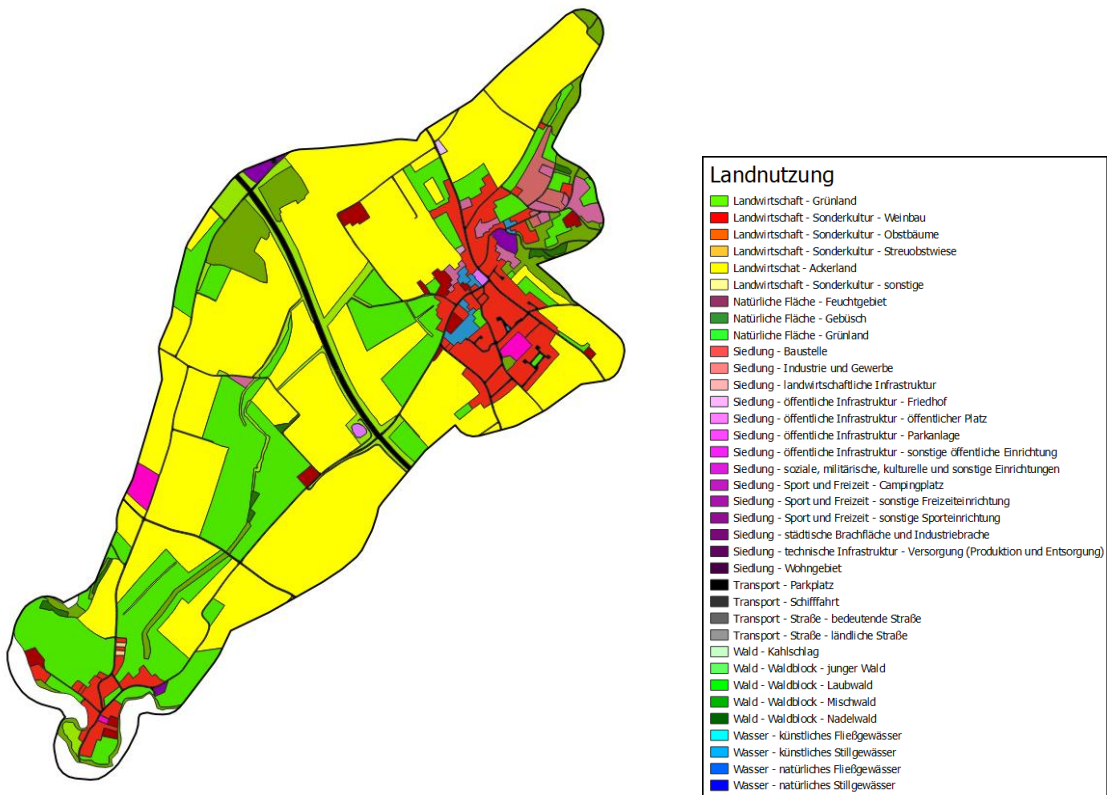 Landnutzung
Landwirtschaft - Grünland
Landwirtschaft - Sonderkultur - Weinbau
Landwirtschaft - Sonderkultur - Obstbäume
Landwirtschaft - Sonderkultur - Streuobstwiese
Landwirtschat - Ackerland
Landwirtschaft - Sonderkultur - sonstige
Natürliche Fläche - Feuchtgebiet
Natürliche Fläche - Gebüsch
Natürliche Fläche - Grünland
Siedlung - Baustelle
Siedlung - Industrie und Gewerbe
Siedlung - landwirtschaftliche Infrastruktur
Siedlung - öffentliche Infrastruktur - Friedhof
Siedlung - öffentliche Infrastruktur - öffentlicher Platz
Siedlung - öffentliche Infrastruktur - Parkanlage
Siedlung - öffentliche Infrastruktur - sonstige öffentliche Einrichtung
Siedlung - soziale, militärische, kulturelle und sonstige Einrichtungen
Siedlung - Sport und Freizeit - Campingplatz
Siedlung - Sport und Freizeit - sonstige Freizeiteinrichtung
Siedlung - Sport und Freizeit - sonstige Sporteinrichtung
Siedlung - städtische Brachfläche und Industriebrache
Siedlung - technische Infrastruktur - Versorgung (Produktion und Entsorgung)
Siedlung - Wohngebiet
Transport - Parkplatz
Transport - Schifffahrt
Transport - Straße - bedeutende Straße
Transport - Straße - ländliche Straße
Wald - Kahlschlag
Wald - Waldblock - junger Wald
Wald - Waldblock - Laubwald
Wald - Waldblock - Mischwald
Wald - Waldblock - Nadelwald
Wasser - künstliches Fließgewässer
Wasser - künstliches Stillgewässer
Wasser - natürliches Fließgewässer
Wasser - natürliches Stillgewässer